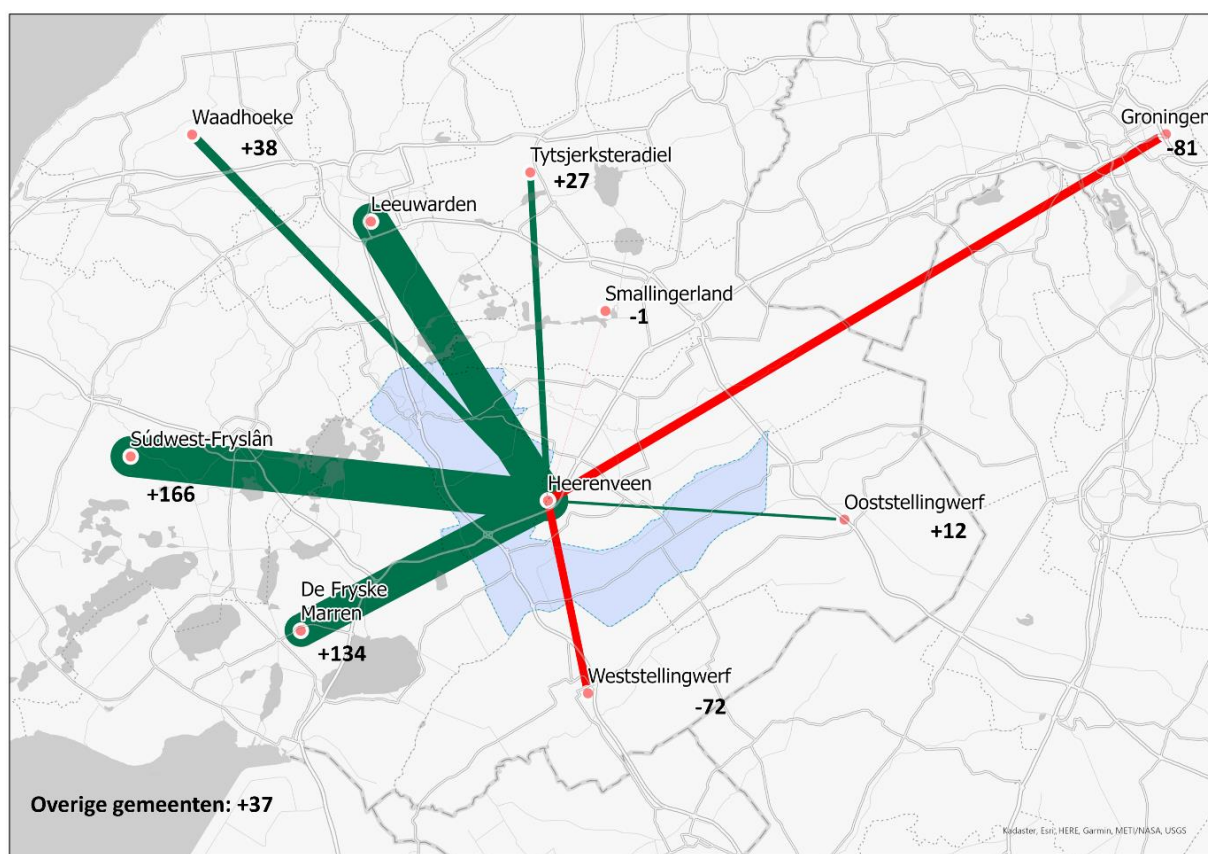 Waadhoeke
+38
Tytsjerksteradiel
+27
Groningen
-81
Leeuwarden
Smallingerland
-1
Súdwest-Fryslân
+166
Heerenveen
Ooststellingwerf
+12
De Fryske
Marren
+134
Weststellingwerf
-72
Overige gemeenten: +37
Kadaster, Esri, HERE, Garmin, METI/NASA, USGS